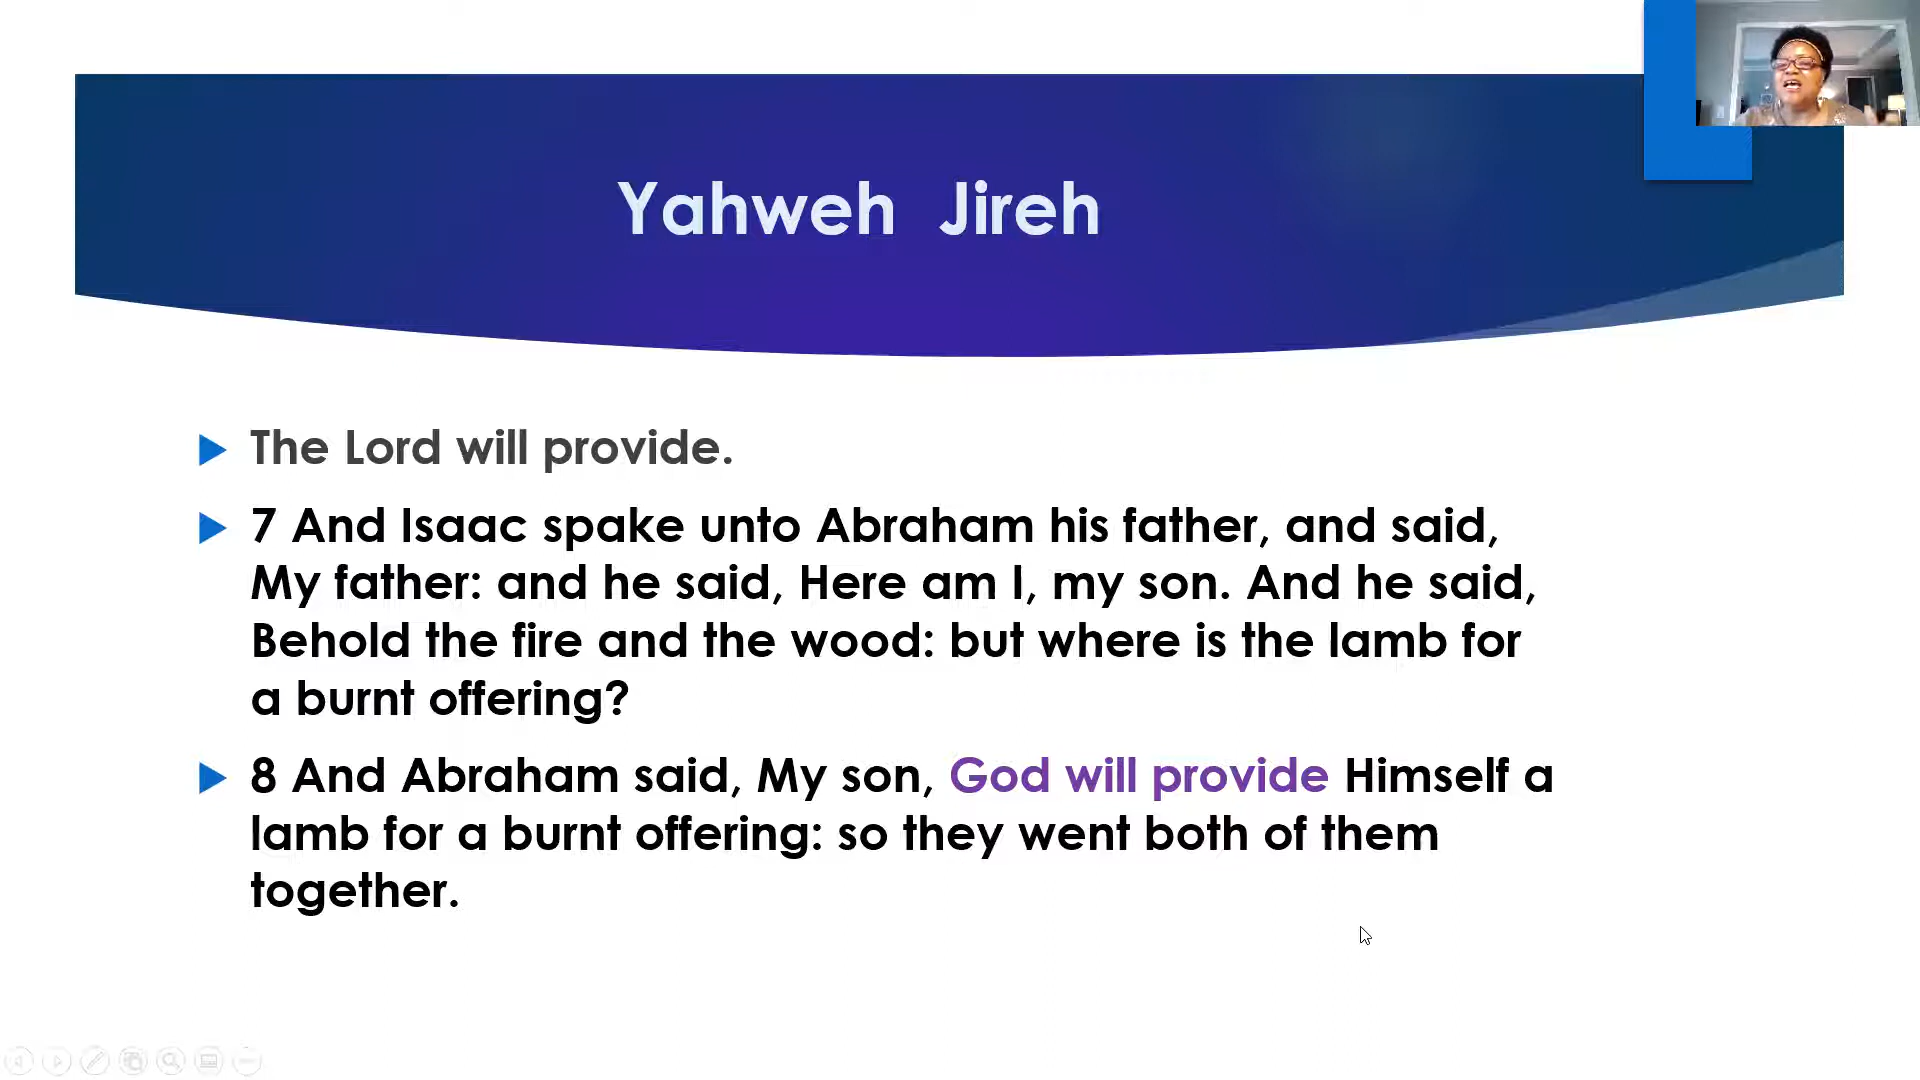 Yahweh Jireh
The Lord will provide.
7 And Isaac spake unto Abraham his father, and said,
My father: and he said, Here am I, my son. And he said,
Behold the fire and the wood: but where is the lamb for
a burnt offering?
8 And Abraham said, My son, God will provide Himself a
lamb for a burnt offering: so they went both of them
together.